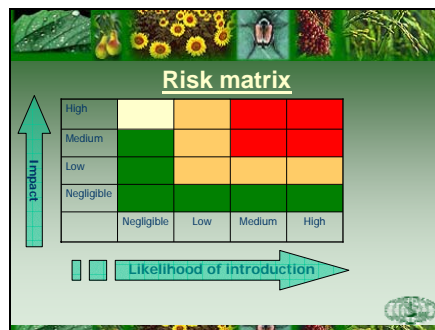 Risk matrix
High
Medium
Low
Negligible
Negligible Low Medium High
Impact
Likelihood of introduction